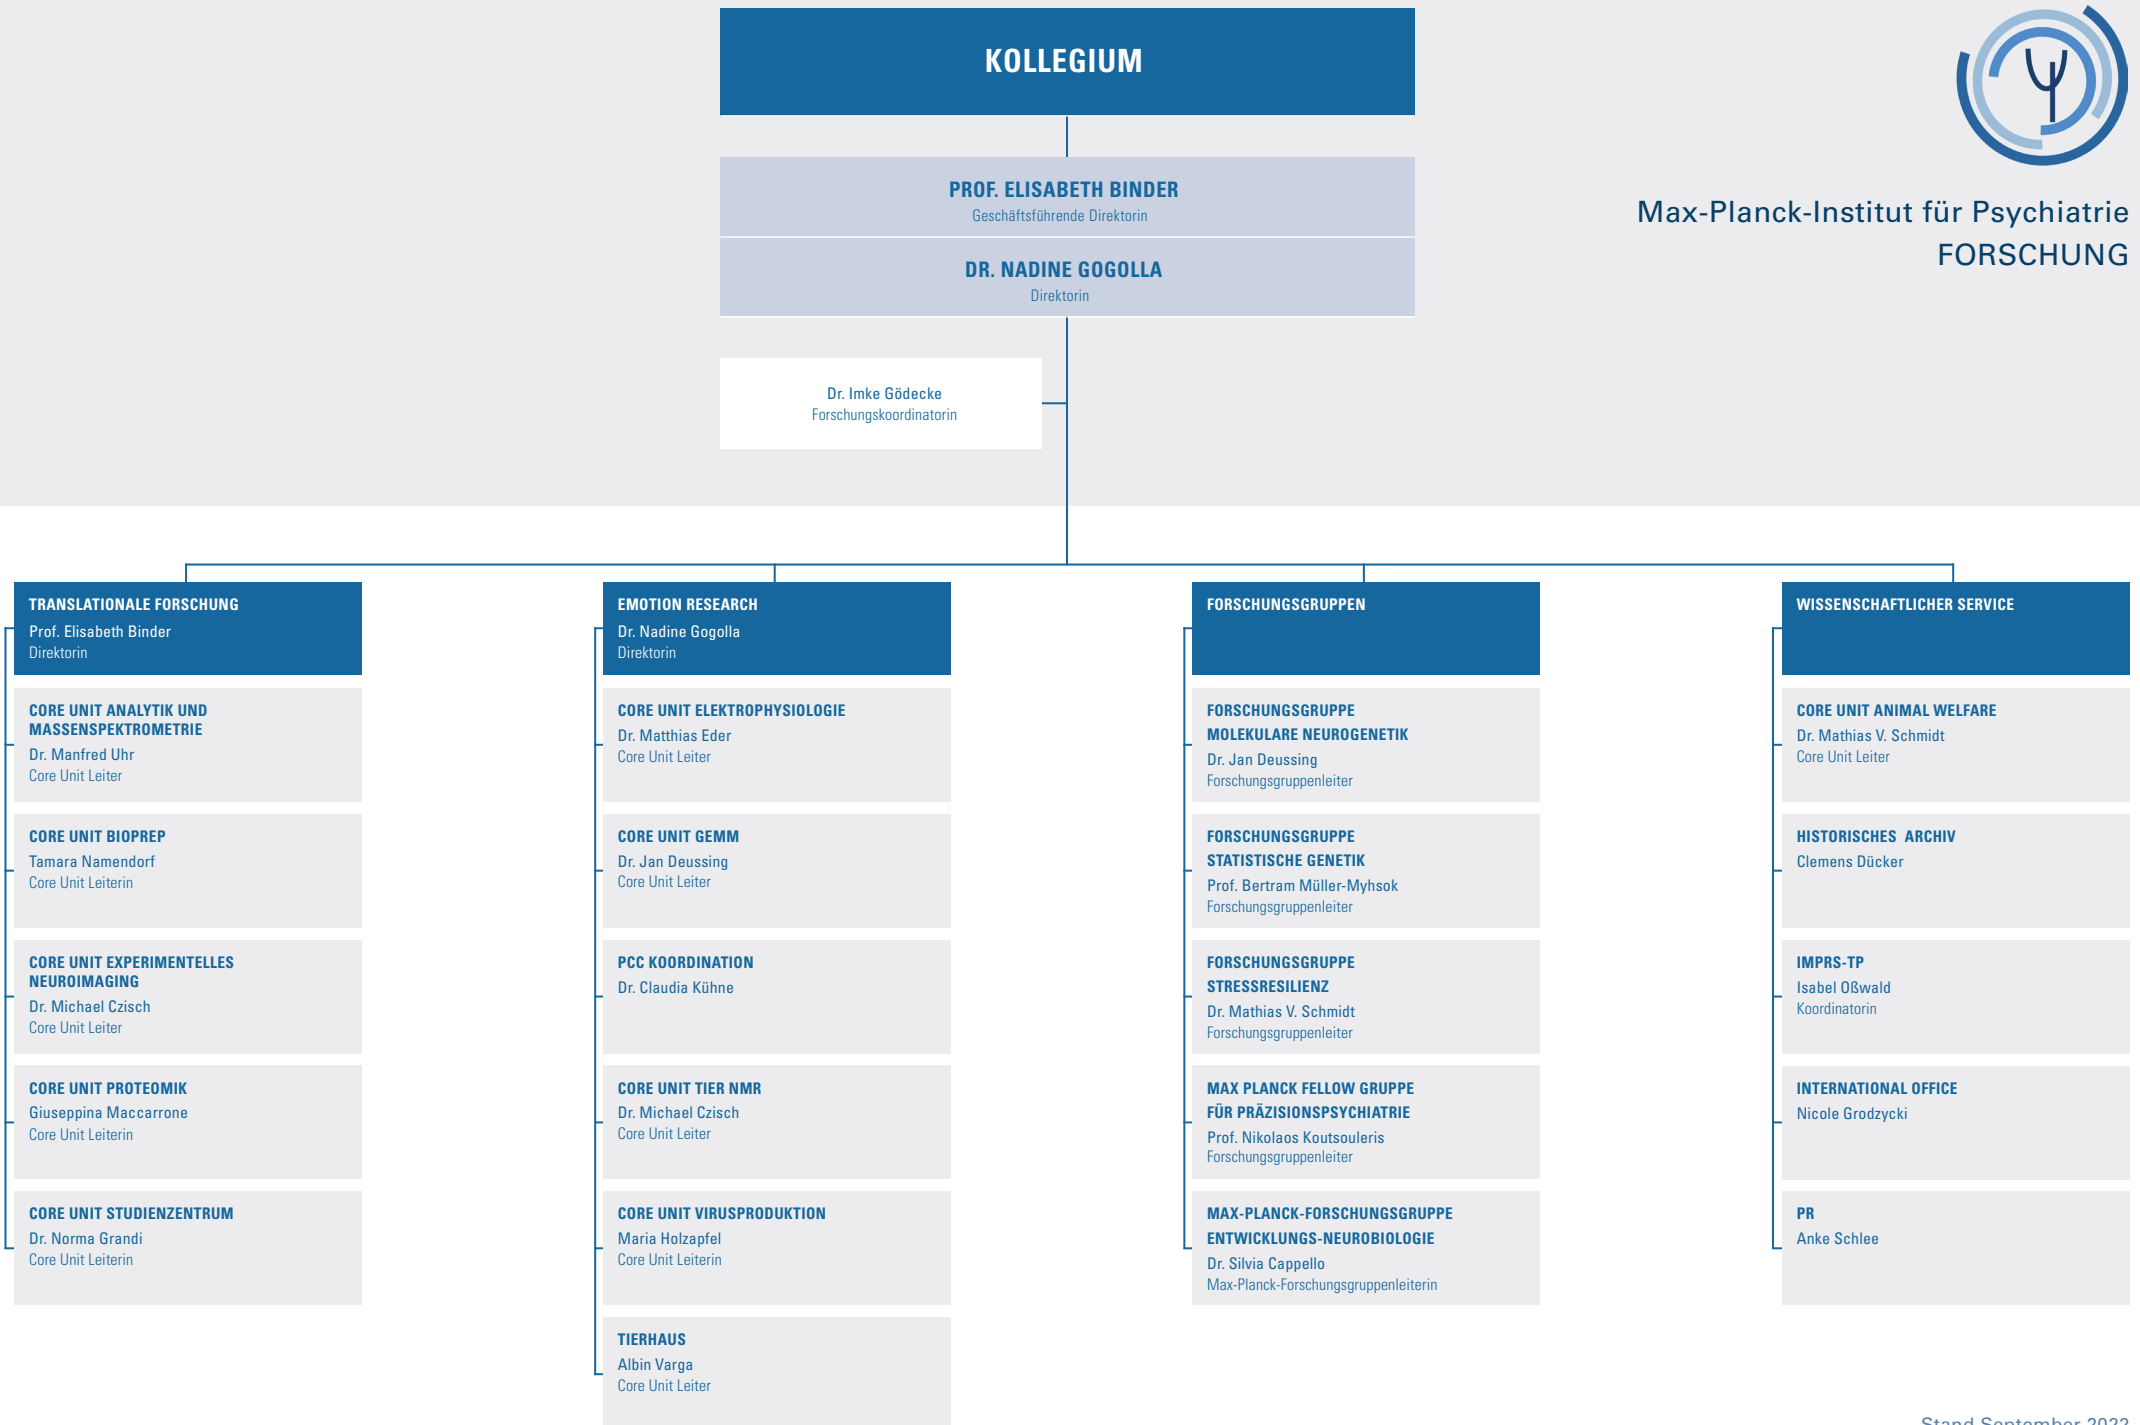 KOLLEGIUM
PROF. ELISABETH BINDER
Geschäftsführende Direktorin
DR. NADINE GOGOLLA
Direktorin
Max-Planck-Institut für Psychiatrie
FORSCHUNG
Dr. Imke Gödecke
Forschungskoordinatorin
TRANSLATIONALE FORSCHUNG
Prof. Elisabeth Binder
Direktorin
CORE UNIT ANALYTIK UND
MASSENSPEKTROMETRIE
Dr. Manfred Uhr
Core Unit Leiter
CORE UNIT BIOPREP
Tamara Namendorf
Core Unit Leiterin
CORE UNIT EXPERIMENTELLES
NEUROIMAGING
Dr. Michael Czisch
Core Unit Leiter
CORE UNIT PROTEOMIK
Giuseppina Maccarrone
Core Unit Leiterin
CORE UNIT STUDIENZENTRUM
Dr. Norma Grandi
Core Unit Leiterin
EMOTION RESEARCH
Dr. Nadine Gogolla
Direktorin
CORE UNIT ELEKTROPHYSIOLOGIE
Dr. Matthias Eder
Core Unit Leiter
CORE UNIT GEMM
Dr. Jan Deussing
Core Unit Leiter
PCC KOORDINATION
Dr. Claudia Kühne
CORE UNIT TIER NMR
Dr. Michael Czisch
Core Unit Leiter
CORE UNIT VIRUSPRODUKTION
Maria Holzapfel
Core Unit Leiterin
TIERHAUS
Albin Varga
Core Unit Leiter
FORSCHUNGSGRUPPEN
FORSCHUNGSGRUPPE
MOLEKULARE NEUROGENETIK
Dr. Jan Deussing
Forschungsgruppenleiter
FORSCHUNGSGRUPPE
STATISTISCHE GENETIK
Prof. Bertram Müller-Myhsok
Forschungsgruppenleiter
FORSCHUNGSGRUPPE
STRESSRESILIENZ
Dr. Mathias V. Schmidt
Forschungsgruppenleiter
MAX PLANCK FELLOW GRUPPE
FÜR PRÄZISIONSPSYCHIATRIE
Prof. Nikolaos Koutsouleris
Forschungsgruppenleiter
MAX-PLANCK-FORSCHUNGSGRUPPE
ENTWICKLUNGS-NEUROBIOLOGIE
Dr. Silvia Cappello
Max-Planck-Forschungsgruppenleiterin
WISSENSCHAFTLICHER SERVICE
CORE UNIT ANIMAL WELFARE
Dr. Mathias V. Schmidt
Core Unit Leiter
HISTORISCHES ARCHIV
Clemens Dücker
IMPRS-TP
Isabel Oßwald
Koordinatorin
INTERNATIONAL OFFICE
Nicole Grodzycki
PR
Anke Schlee
Stand September 2022